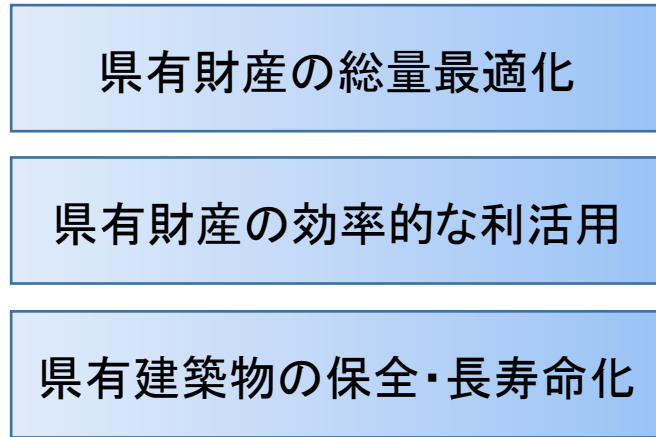 県有財産の総量最適化
県有財産の効率的な利活用
県有建築物の保全・長寿命化